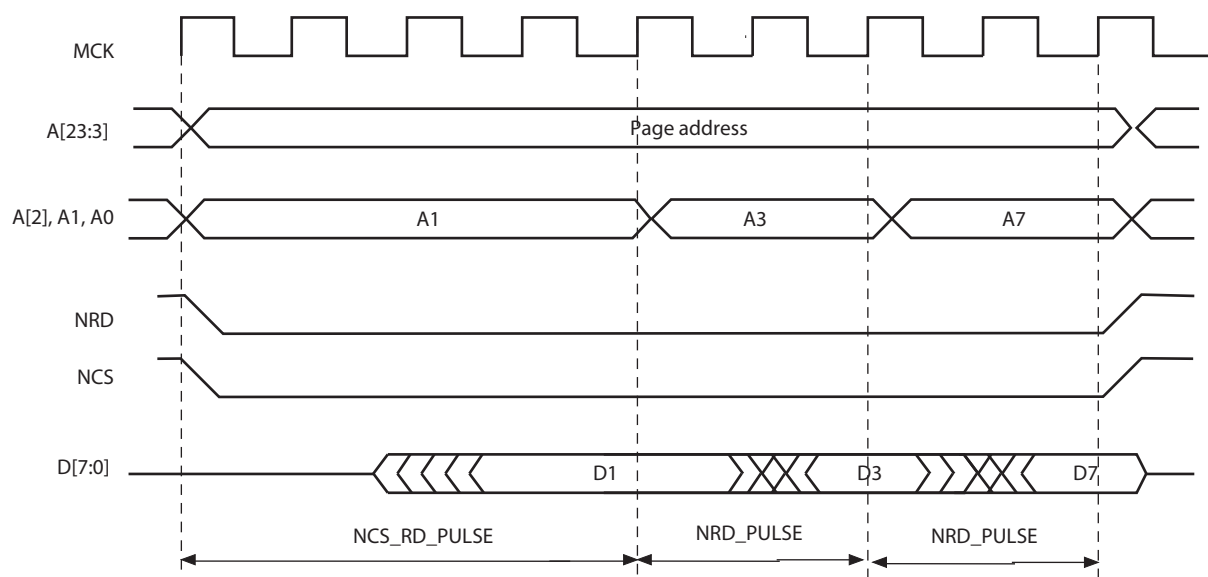 MCK
A[23:3]
Page address
A[2], A1, A0
A1
A3
A7
NRD
NCS
D[7:0]
D1
D3
D7
NCS_RD_PULSE
NRD_PULSE
NRD_PULSE